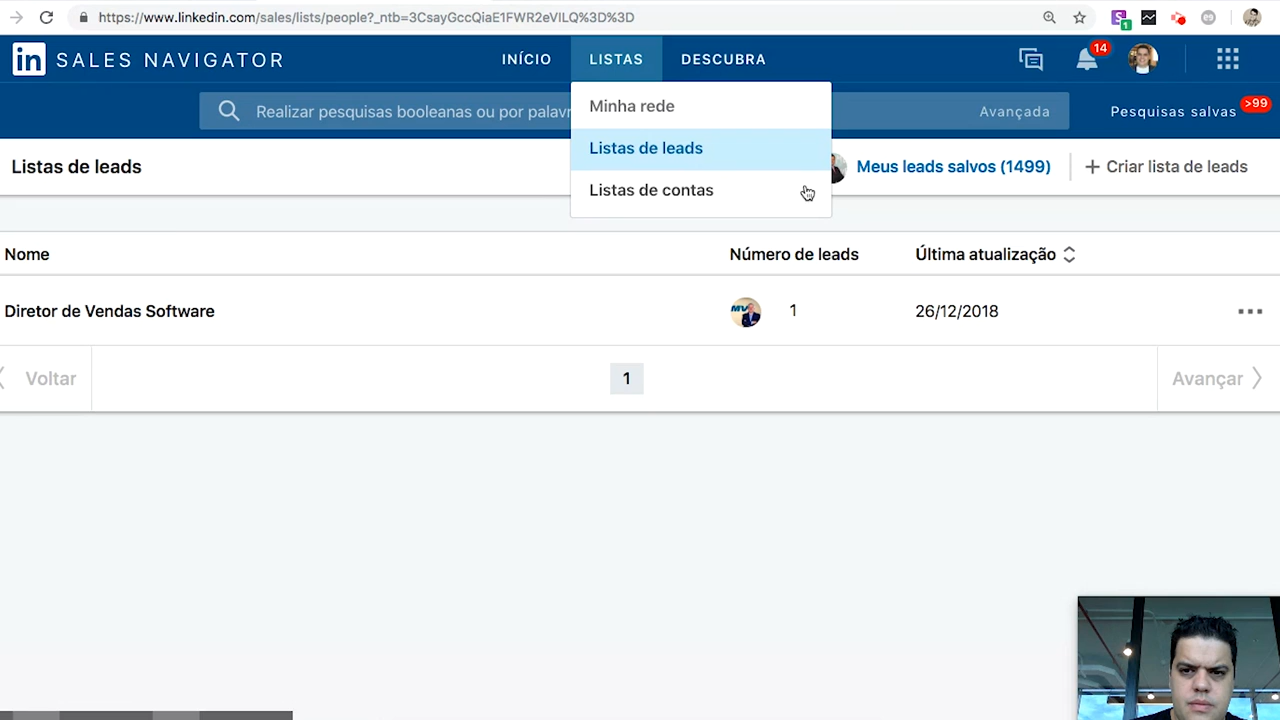 https://www.linkedin.com/sales/lists/people?_ntb=3CsayGccQiaE1FWR2eVILQ%3D%3D
S 1
in SALES NAVIGATOR
INÍCIO LISTAS DESCUBRA
14
Realizar pesquisas booleanas ou por palavr
Avançada
Pesquisas salvas >99
Minha rede
Listas de leads
Listas de contas
Listas de leads
Meus leads salvos (1499)
+ Criar lista de leads
Nome Número de leads Última atualização
Diretor de Vendas Software MV 1 26/12/2018
Voltar 1 Avançar